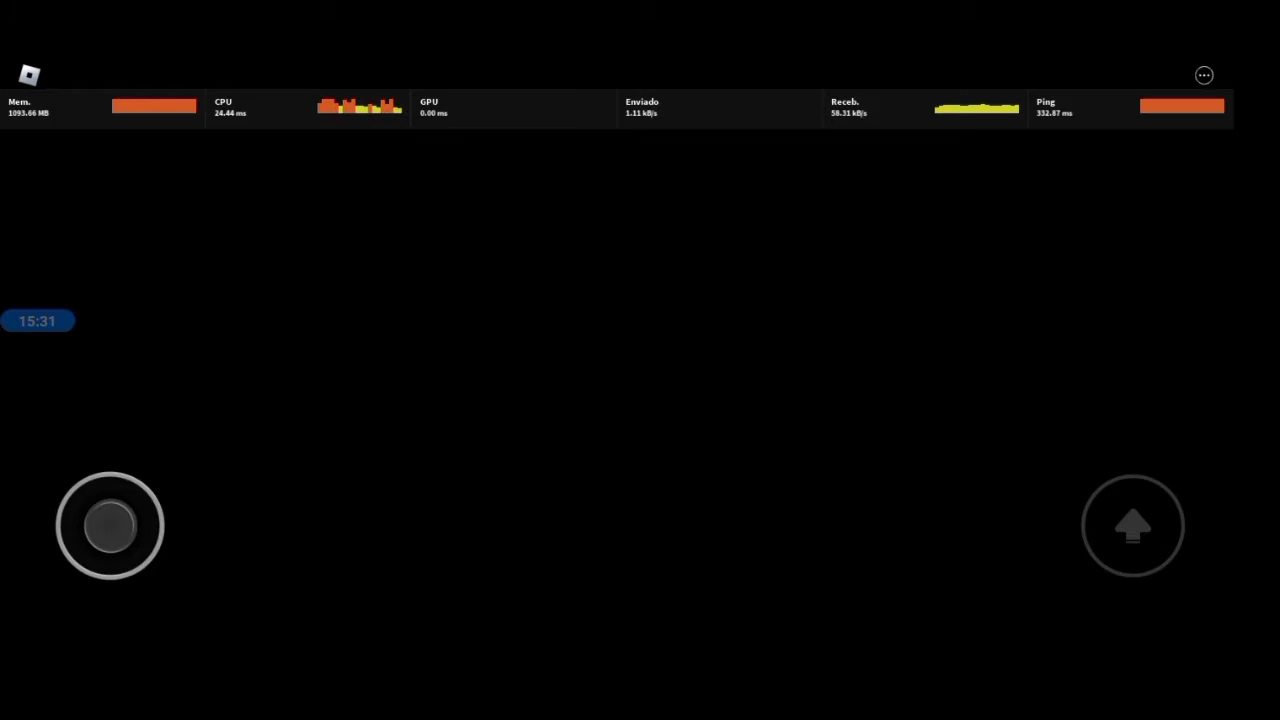 Mem.
1093.66 MB
CPU
24.44 ms
GPU
0.00 ms
Enviado
1.11 kB/s
Receb.
58.31 kB/s
Ping
332.87 ms
15:31